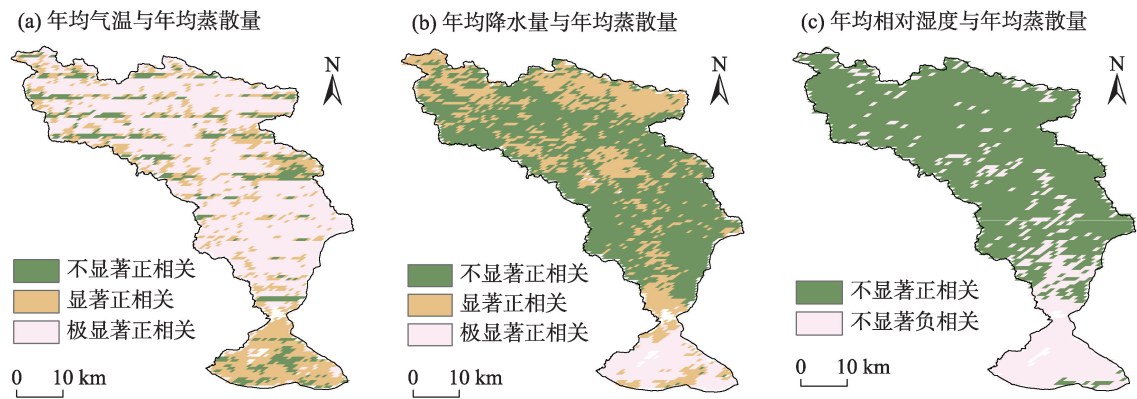 (a) 年均气温与年均蒸散量
N
不显著正相关
显著正相关
极显著正相关
0 10 km
(b) 年均降水量与年均蒸散量
N
不显著正相关
显著正相关
极显著正相关
0 10 km
(c) 年均相对湿度与年均蒸散量
N
不显著正相关
不显著负相关
0 10 km